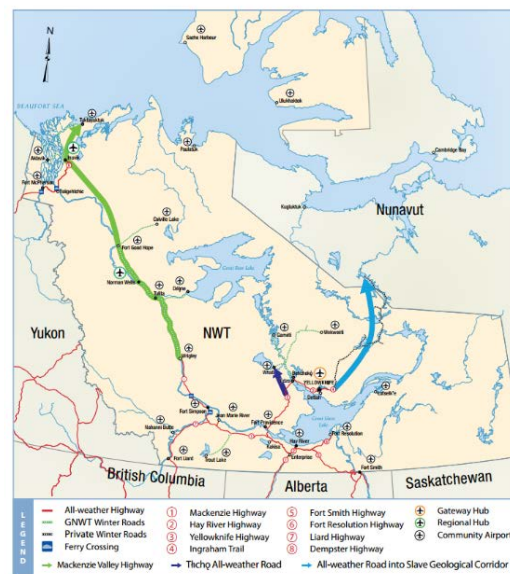 Sachs Harbour
BEAUFORT SEA
Ulukhaktok
Tuktoyaktuk
Cambridge Bay
Aklavik
Inuvik
Paulatuk
Fort McPherson
Tsiigehtchic
Kugluktuk
Nunavut
Colville Lake
Fort Good Hope
Great Bear Lake
Norman Wells
Tulita
Déline
Yukon
NWT
Gamètì
Wekweètì
Wrigley
Whatì
Behchokǫ̀
YELLOWKNIFE
Dettah
Łutselk'e
Fort Simpson
Jean Marie River
Fort Providence
Great Slave Lake
Nahanni Butte
Fort Resolution
Kakisa
Hay River
Fort Liard
Trout Lake
Enterprise
Fort Smith
British Columbia
Alberta
Saskatchewan
LEGEND
All-weather Highway
GNWT Winter Roads
Private Winter Roads
Ferry Crossing
1 Mackenzie Highway
2 Hay River Highway
3 Yellowknife Highway
4 Ingraham Trail
5 Fort Smith Highway
6 Fort Resolution Highway
7 Liard Highway
8 Dempster Highway
Gateway Hub
Regional Hub
Community Airport
Mackenzie Valley Highway
Tłıchǫ All-weather Road
All-weather Road into Slave Geological Corridor